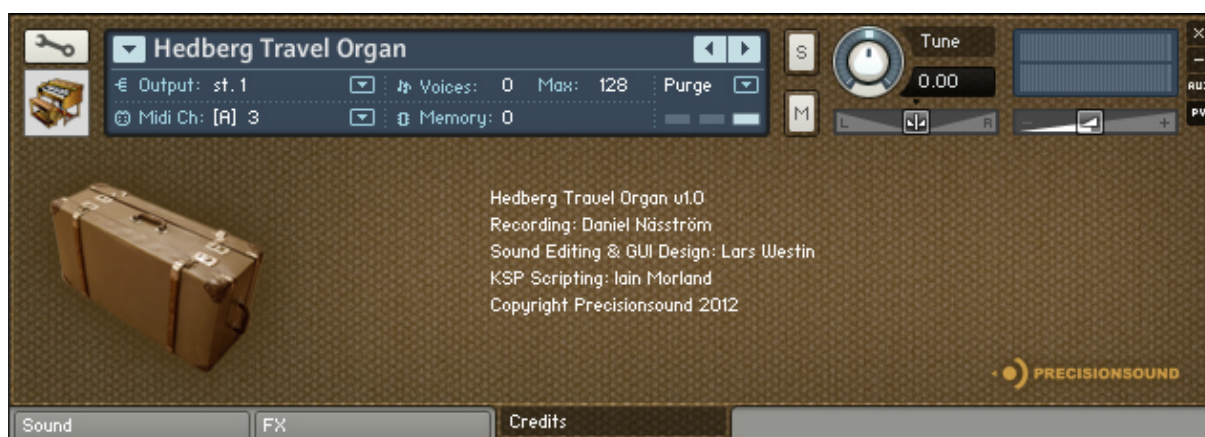 Hedberg Travel Organ
S
Tune
Output: st. 1
Voices: 0 Max: 128
Purge
0.00
AUX
Midi Ch: [A] 3
Memory: 0
M
L
R
-
+
PV
Hedberg Travel Organ v1.0
Recording: Daniel Näsström
Sound Editing & GUI Design: Lars Westin
KSP Scripting: Iain Morland
Copyright Precisionsound 2012
PRECISIONSOUND
Sound
FX
Credits